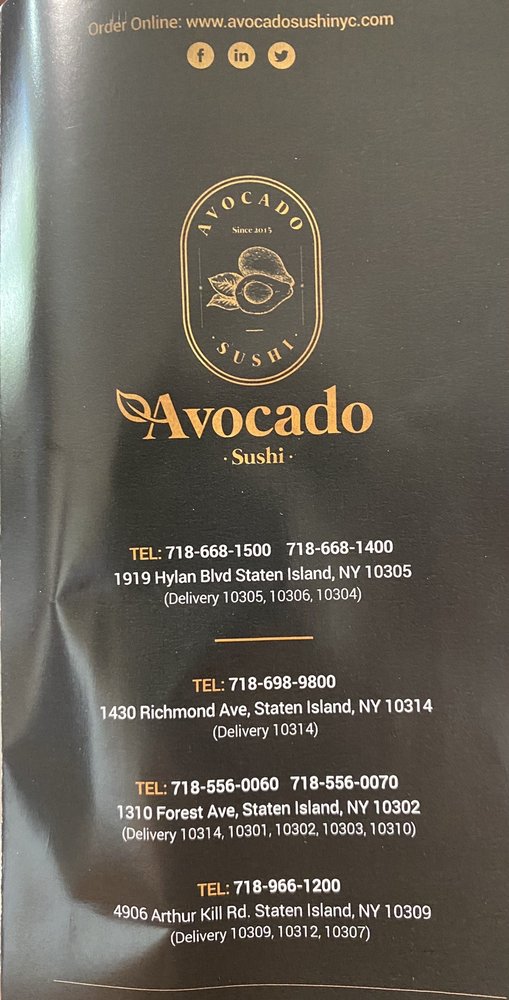 Order Online: www.avocadosushinyc.com
f in
AVOCADO
Since 2015
· SUSHI ·
Avocado
· Sushi ·
TEL: 718-668-1500 718-668-1400
1919 Hylan Blvd Staten Island, NY 10305
(Delivery 10305, 10306, 10304)
TEL: 718-698-9800
1430 Richmond Ave, Staten Island, NY 10314
(Delivery 10314)
TEL: 718-556-0060 718-556-0070
1310 Forest Ave, Staten Island, NY 10302
(Delivery 10314, 10301, 10302, 10303, 10310)
TEL: 718-966-1200
4906 Arthur Kill Rd. Staten Island, NY 10309
(Delivery 10309, 10312, 10307)